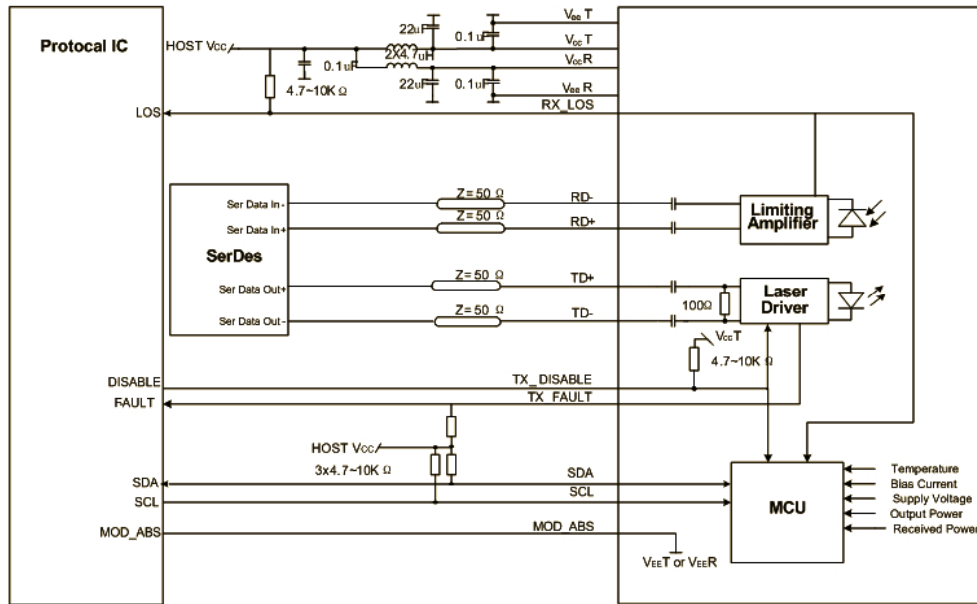 Protocal IC
HOST Vcc
22uF
0.1uF
Vee T
Vcc T
0.1uF
2X4.7uH
Vcc R
4.7~10K Ω
22uF
0.1uF
Vee R
LOS
RX_LOS
Z= 50 Ω
RD-
Ser Data In-
Z= 50 Ω
RD+
Ser Data In+
Limiting
Amplifier
SerDes
Z= 50 Ω
TD+
Ser Data Out+
100Ω
Laser
Driver
Z= 50 Ω
TD-
Ser Data Out-
VccT
4.7~10K Ω
DISABLE
TX_DISABLE
FAULT
TX_FAULT
HOST Vcc
3x4.7~10K Ω
SDA
SDA
SCL
SCL
MCU
Temperature
Bias Current
Supply Voltage
Output Power
Received Power
MOD_ABS
MOD_ABS
VEET or VEER